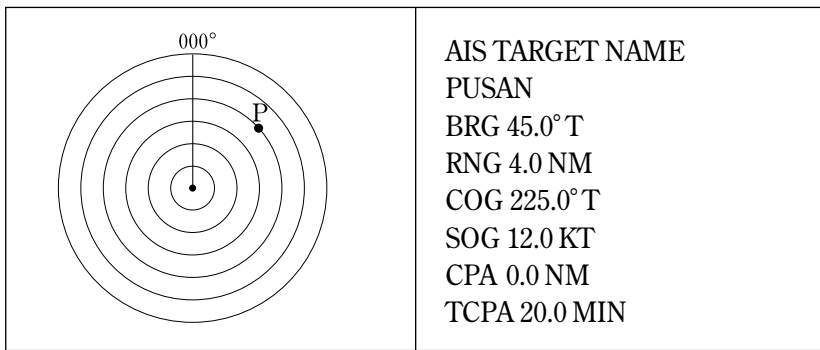 000°
P
AIS TARGET NAME
PUSAN
BRG 45.0° T
RNG 4.0 NM
COG 225.0° T
SOG 12.0 KT
CPA 0.0 NM
TCPA 20.0 MIN